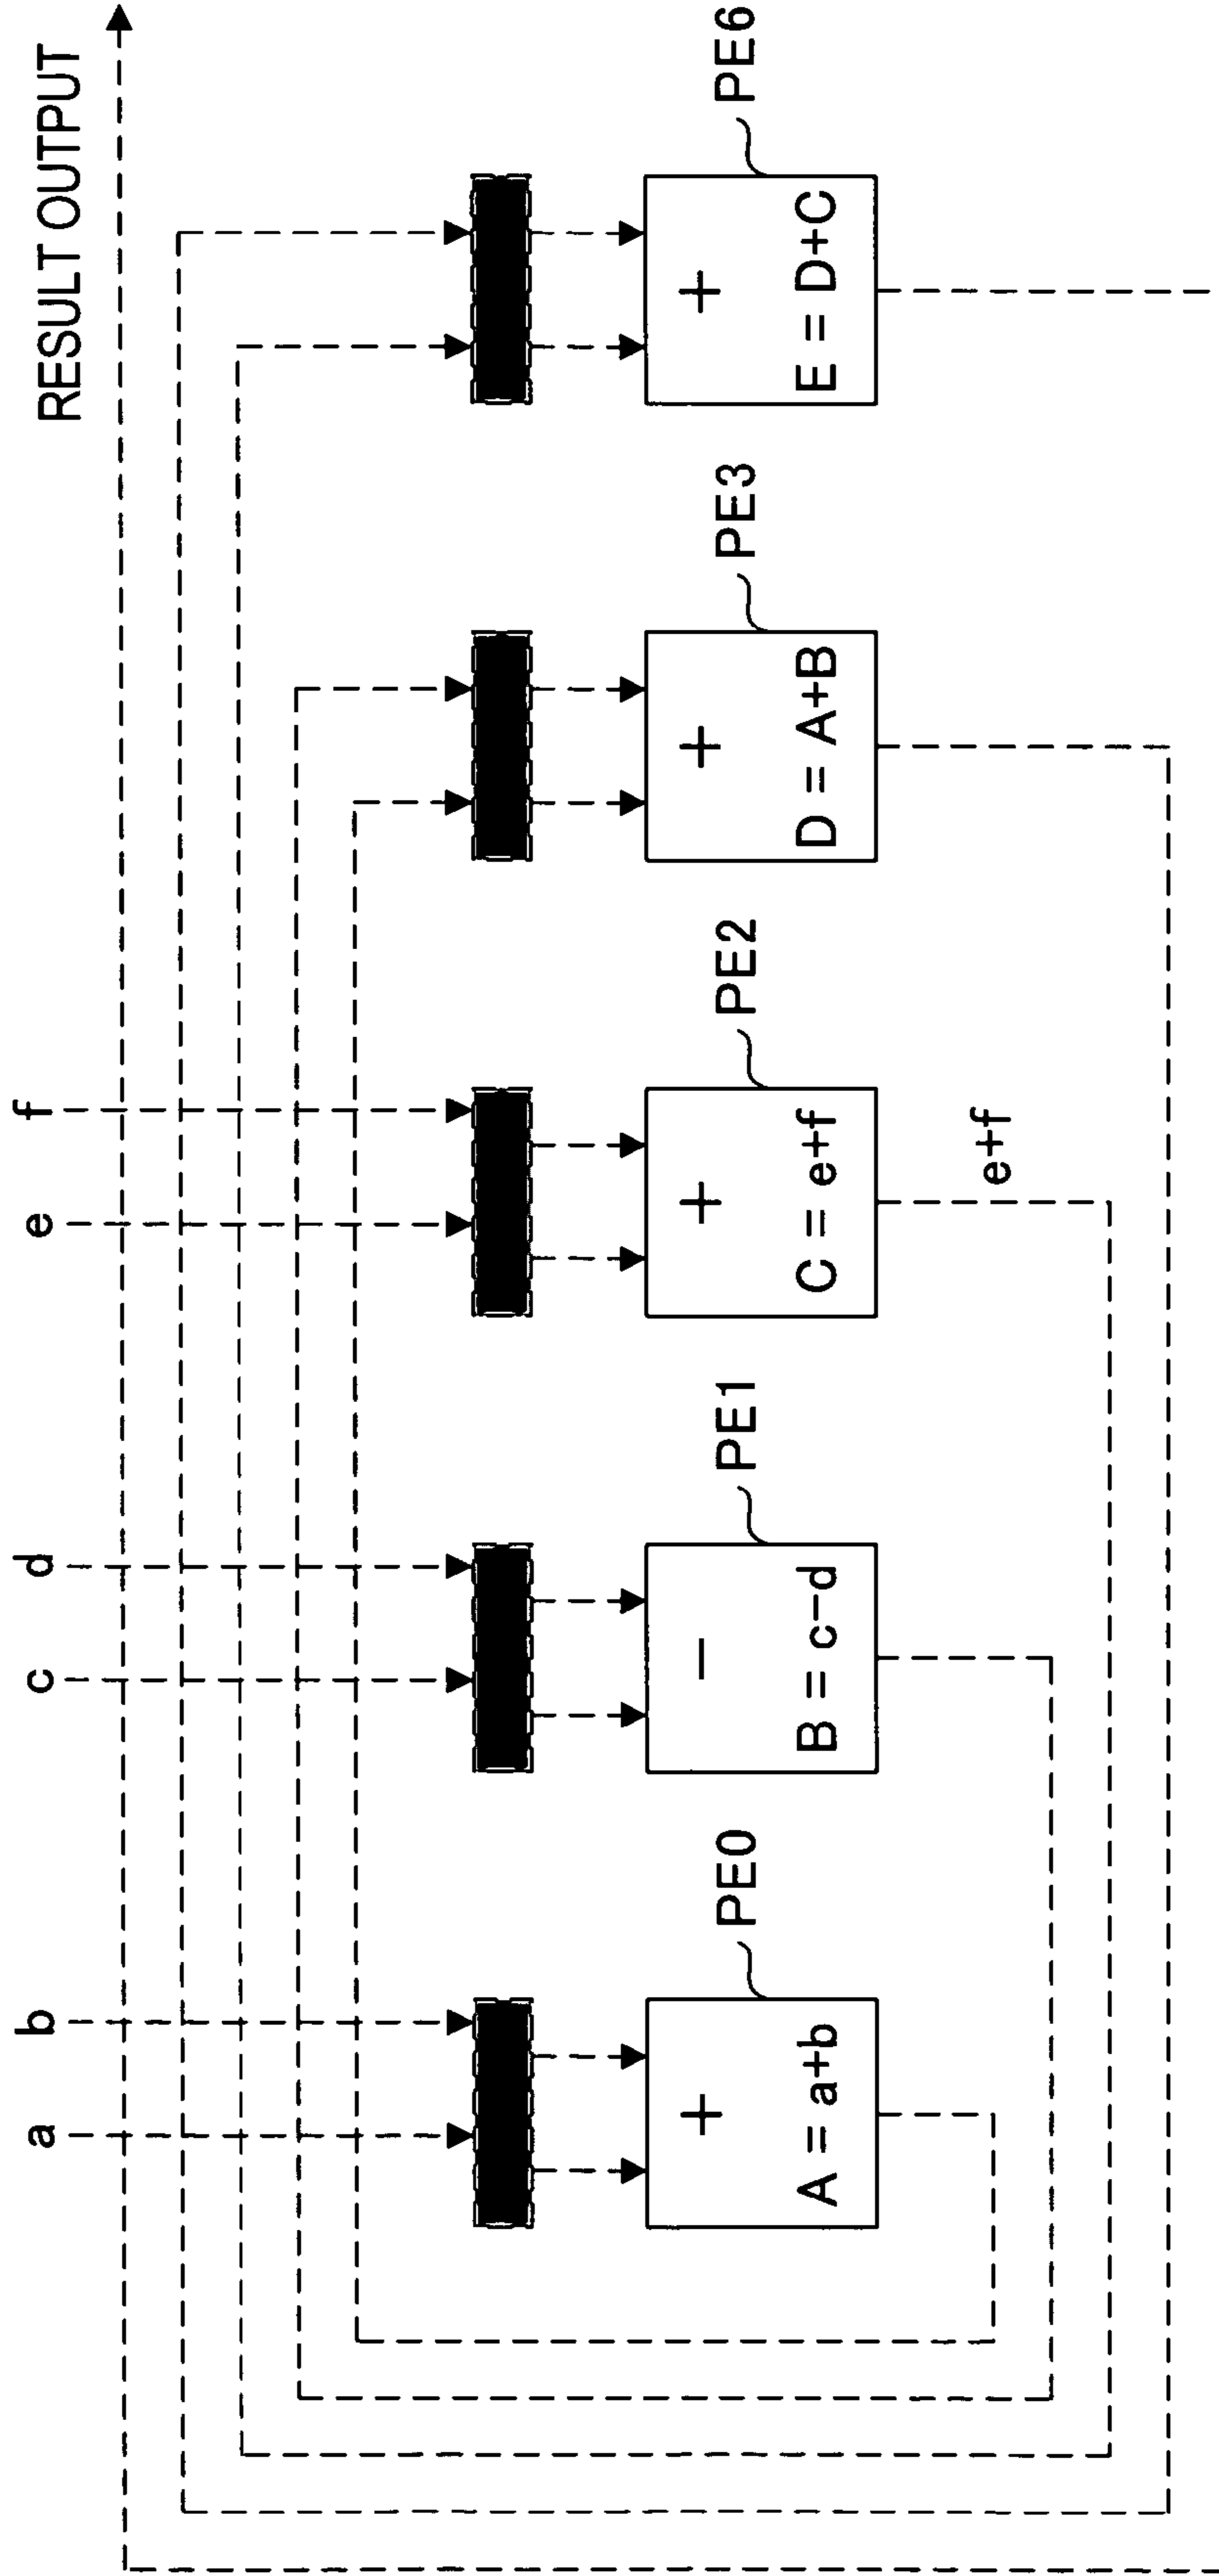 RESULT OUTPUT
a b c d e f
PE0 PE1 PE2 PE3 PE6
+ − + + +
A = a+b B = c-d C = e+f D = A+B E = D+C
e+f